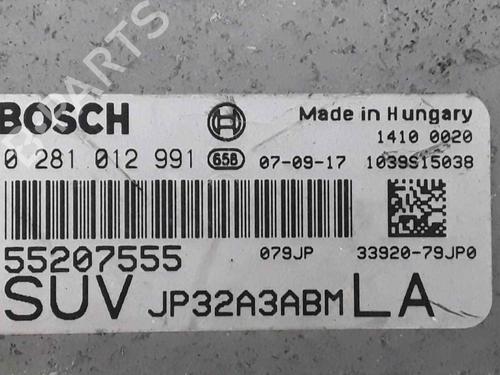 B-PARTS
BOSCH
Made in Hungary
1410 0020
0 281 012 991 658 07-09-17 1039S15038
55207555 079JP 33920-79JP0
SUV JP32A3ABM LA